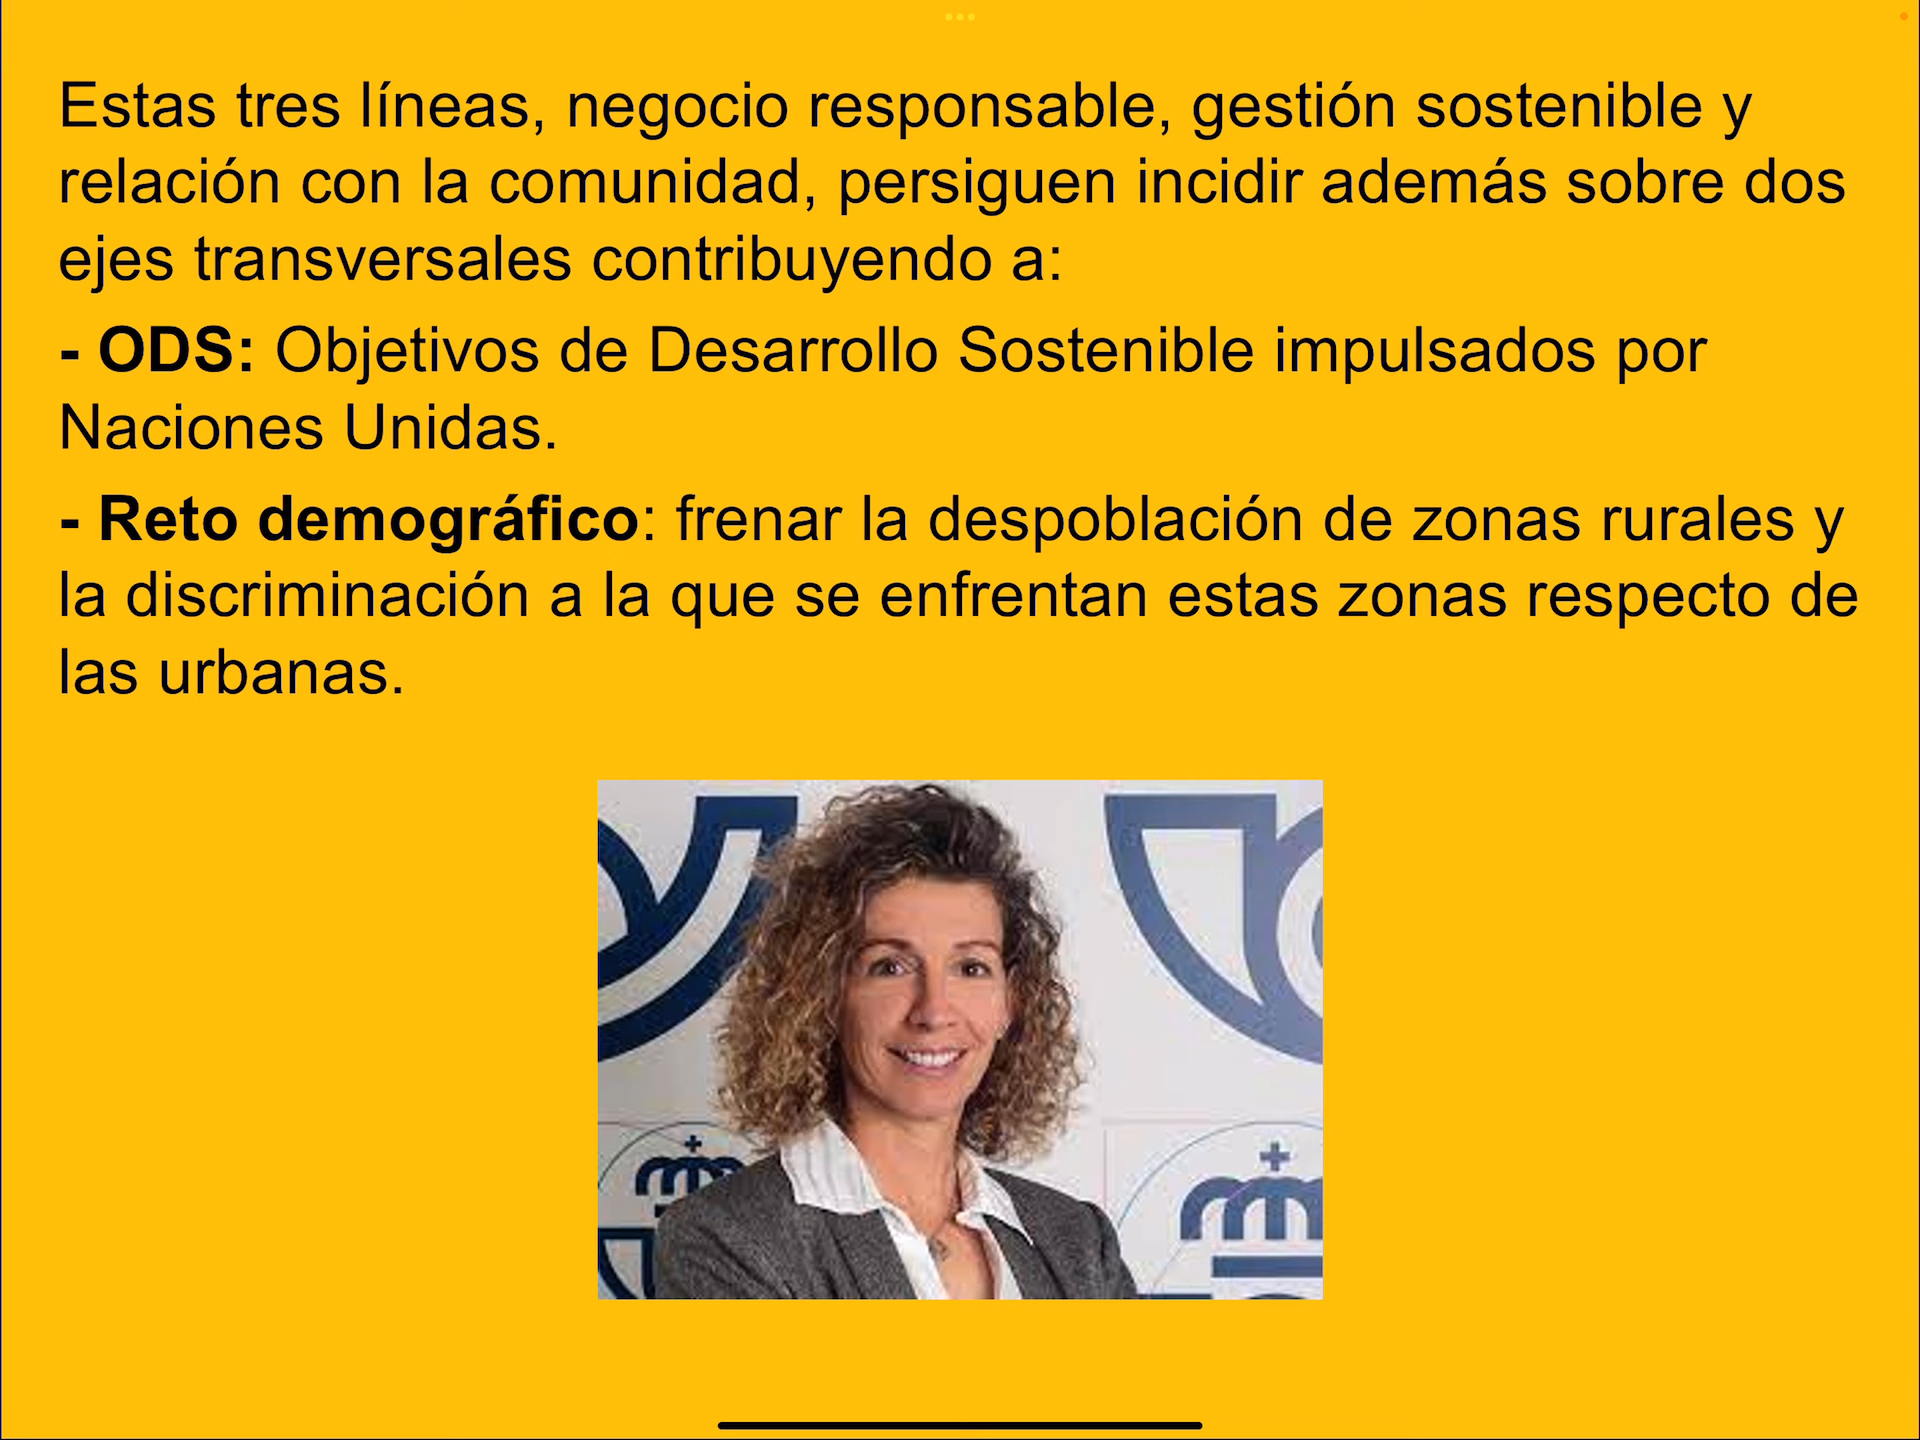 Estas tres líneas, negocio responsable, gestión sostenible y
relación con la comunidad, persiguen incidir además sobre dos
ejes transversales contribuyendo a:
- ODS: Objetivos de Desarrollo Sostenible impulsados por
Naciones Unidas.
- Reto demográfico: frenar la despoblación de zonas rurales y
la discriminación a la que se enfrentan estas zonas respecto de
las urbanas.